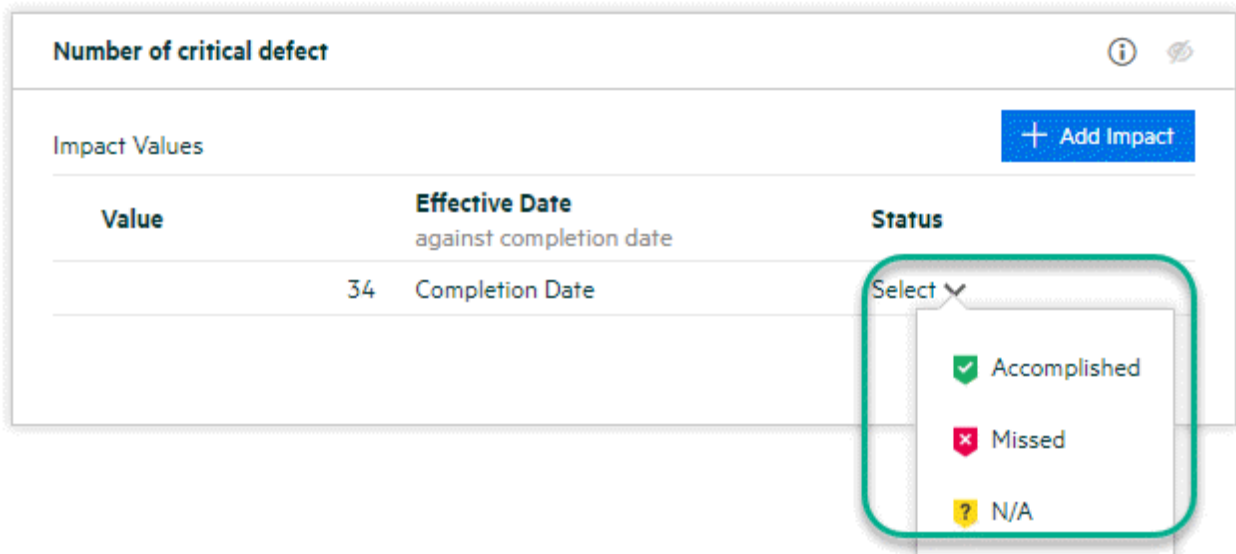 Number of critical defect
Impact Values
+ Add Impact
Value
Effective Date
against completion date
Status
34 Completion Date Select
Accomplished
Missed
N/A